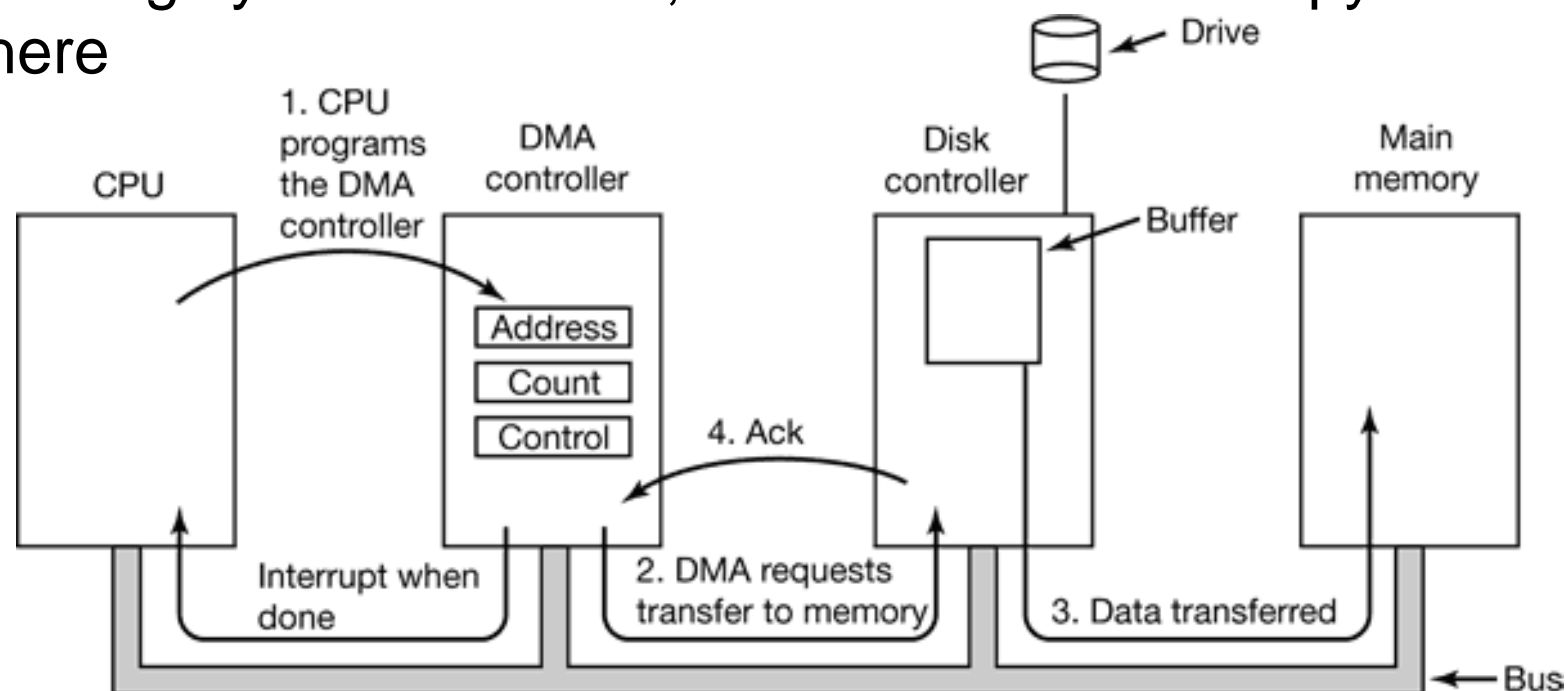 here
Drive
1. CPU
programs
the DMA
controller
DMA
controller
Disk
controller
Main
memory
CPU
Buffer
Address
Count
Control
4. Ack
Interrupt when
done
2. DMA requests
transfer to memory
3. Data transferred
Bus